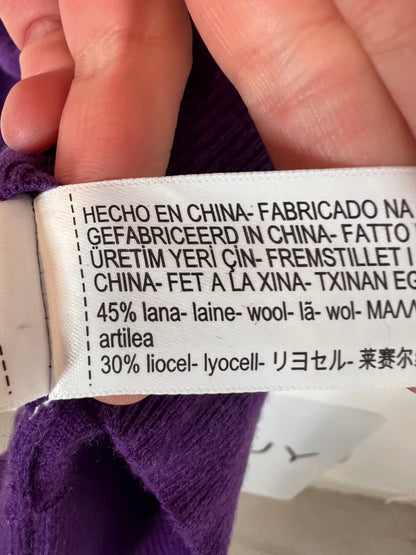 HECHO EN CHINA- FABRICADO NA
GEFABRICEERD IN CHINA- FATTO
ÜRETİM YERİ ÇİN- FREMSTILLET I
CHINA- FET A LA XINA- TXINAN EG
45% lana- laine- wool- lã- wol- ΜΑΛΛ
artilea
30% liocel- lyocell- リヨセル- 莱赛尔